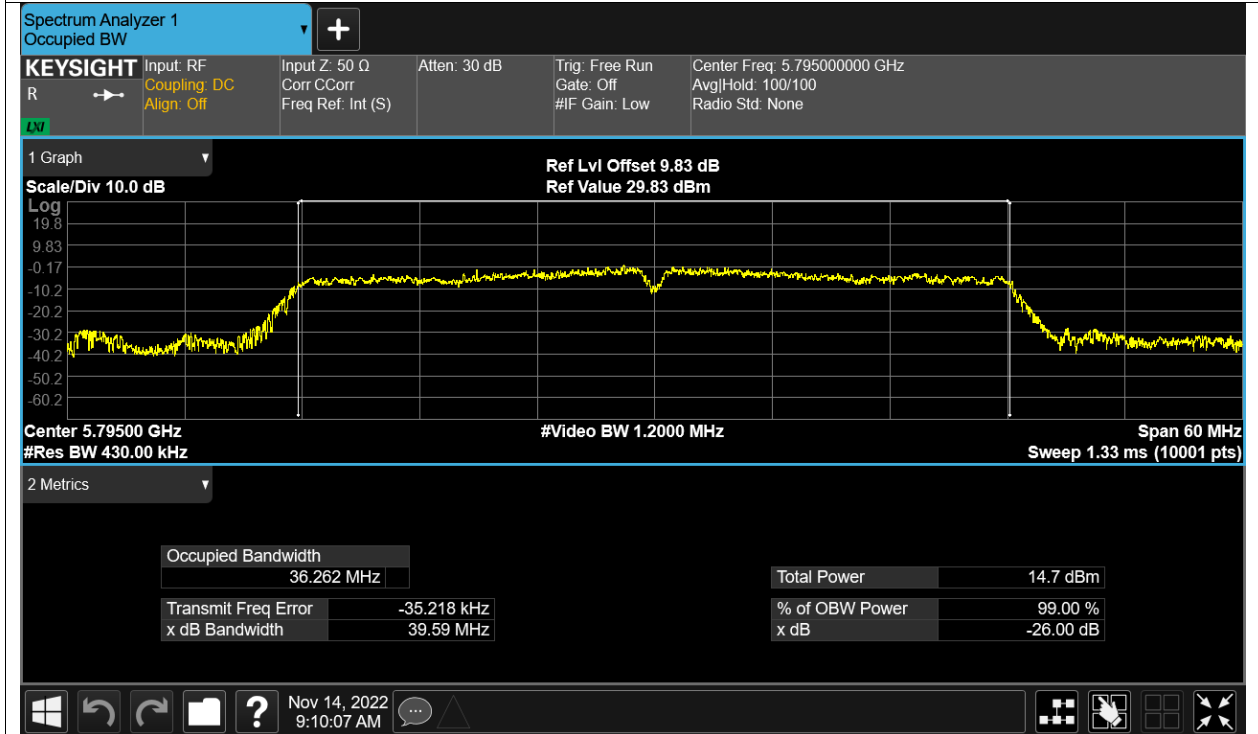 Spectrum Analyzer 1
Occupied BW
KEYSIGHT
R
LXI
Input: RF
Coupling: DC
Align: Off
Input Z: 50 Ω
Corr CCorr
Freq Ref: Int (S)
Atten: 30 dB
Trig: Free Run
Gate: Off
#IF Gain: Low
Center Freq: 5.795000000 GHz
Avg|Hold: 100/100
Radio Std: None
1 Graph
Scale/Div 10.0 dB
Ref Lvl Offset 9.83 dB
Ref Value 29.83 dBm
Log
19.8
9.83
-0.17
-10.2
-20.2
-30.2
-40.2
-50.2
-60.2
Center 5.79500 GHz
#Video BW 1.2000 MHz
Span 60 MHz
#Res BW 430.00 kHz
Sweep 1.33 ms (10001 pts)
2 Metrics
Occupied Bandwidth
36.262 MHz
Transmit Freq Error -35.218 kHz
x dB Bandwidth 39.59 MHz
Total Power 14.7 dBm
% of OBW Power 99.00 %
x dB -26.00 dB
?
Nov 14, 2022
9:10:07 AM